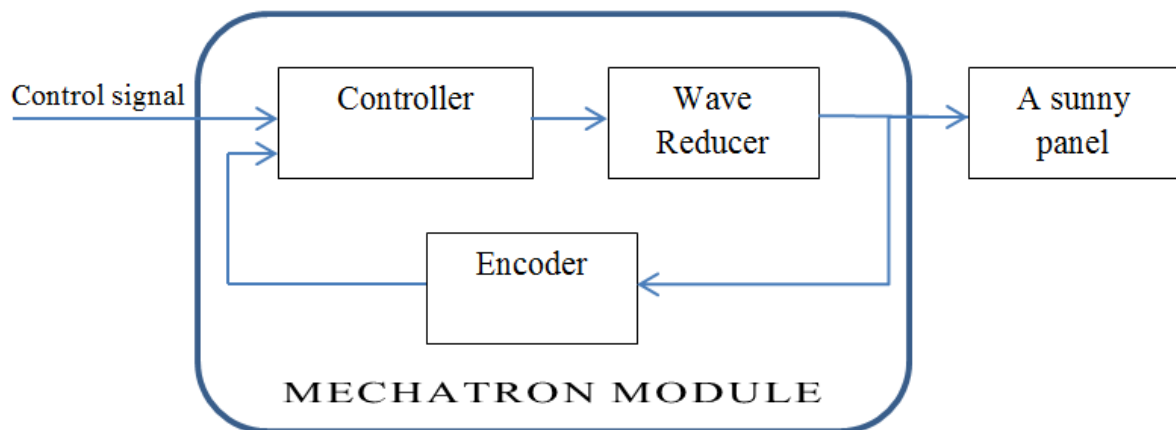 Control signal
Controller
Wave
Reducer
A sunny
panel
Encoder
MECHATRON MODULE